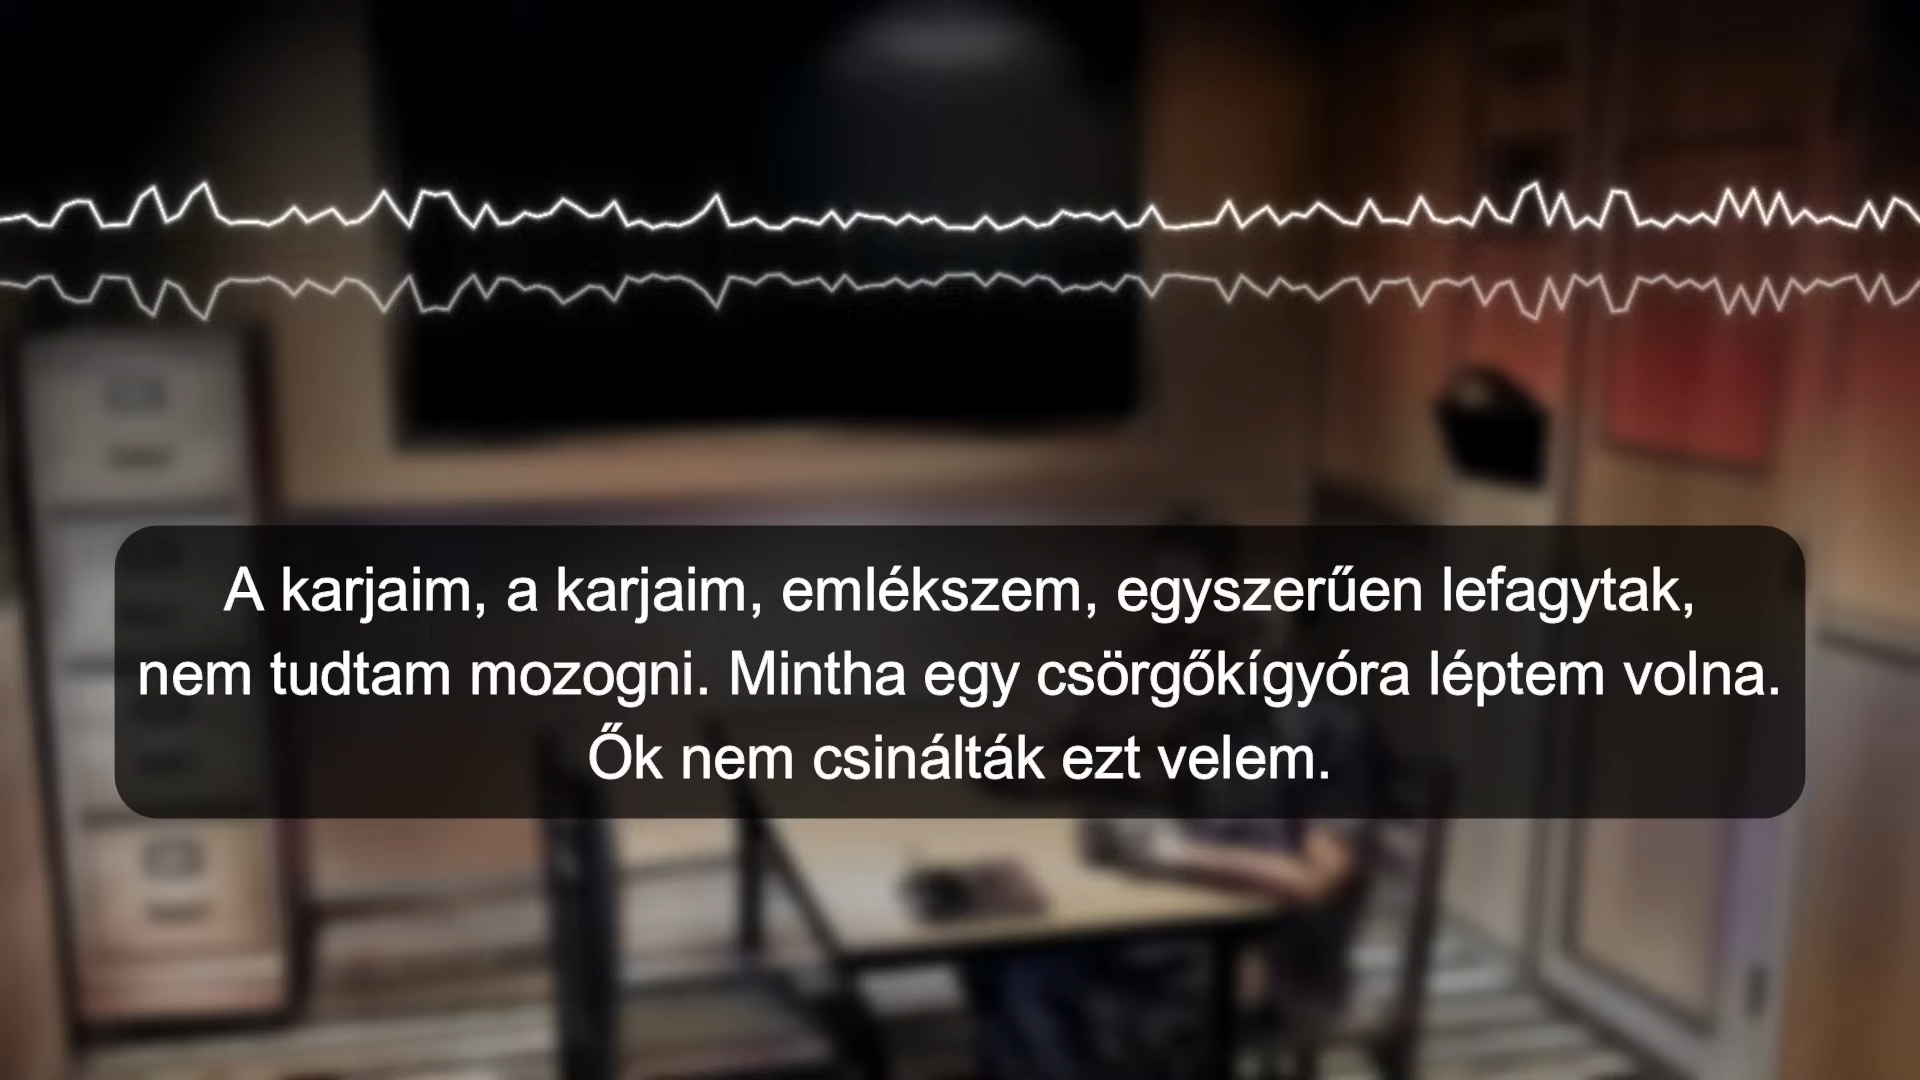 A karjaim, a karjaim, emlékszem, egyszerűen lefagytak,
nem tudtam mozogni. Mintha egy csörgőkígyóra léptem volna.
Ők nem csinálták ezt velem.